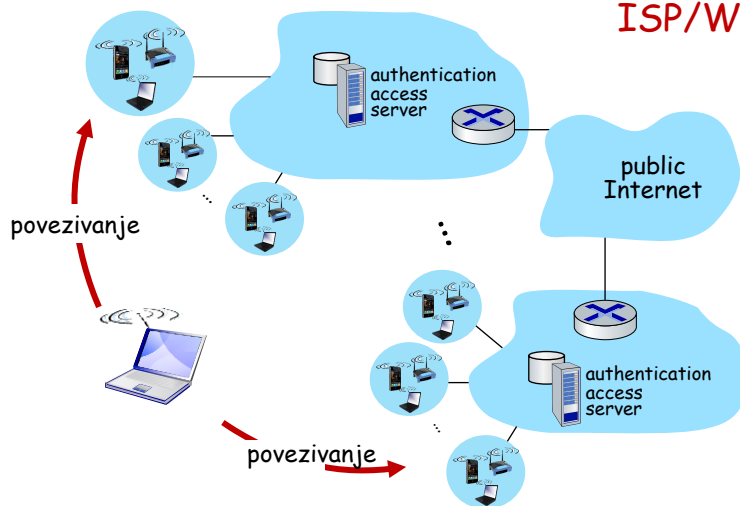 ISP/W
authentication
access
server
public
Internet
povezivanje
authentication
access
server
povezivanje